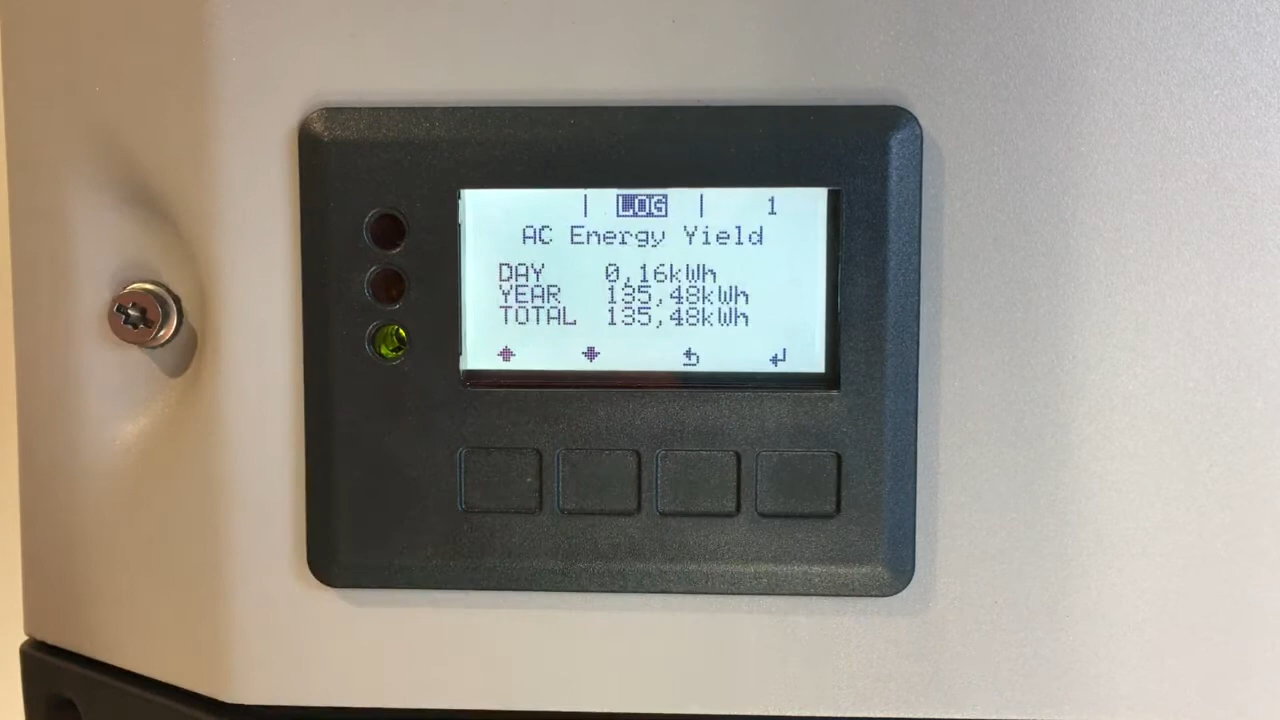 | LOG | 1
AC Energy Yield
DAY 0,16kWh
YEAR 135,48kWh
TOTAL 135,48kWh